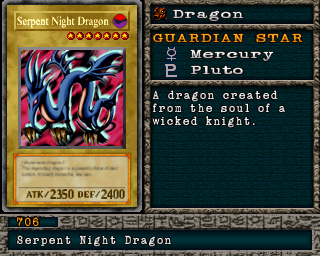 Serpent Night Dragon
ATK/2350 DEF/2400
Dragon
GUARDIAN STAR
Mercury
Pluto
A dragon created
from the soul of a
wicked knight.
706
Serpent Night Dragon